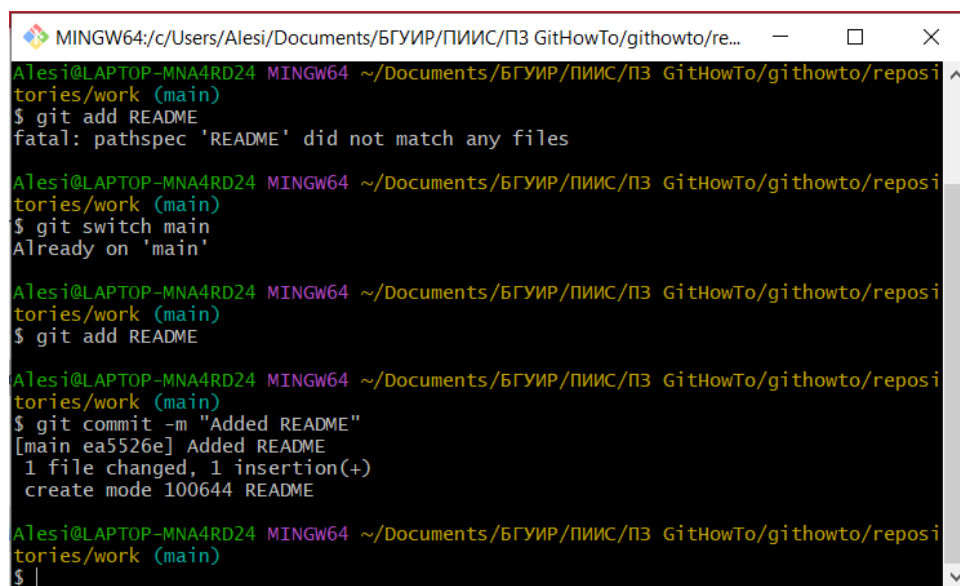 MINGW64:/c/Users/Alesi/Documents/БГУИР/ПИИС/ПЗ GitHowTo/githowto/re...
Alesi@LAPTOP-MNA4RD24 MINGW64 ~/Documents/БГУИР/ПИИС/ПЗ GitHowTo/githowto/reposi
tories/work (main)
$ git add README
fatal: pathspec 'README' did not match any files
Alesi@LAPTOP-MNA4RD24 MINGW64 ~/Documents/БГУИР/ПИИС/ПЗ GitHowTo/githowto/reposi
tories/work (main)
$ git switch main
Already on 'main'
Alesi@LAPTOP-MNA4RD24 MINGW64 ~/Documents/БГУИР/ПИИС/ПЗ GitHowTo/githowto/reposi
tories/work (main)
$ git add README
Alesi@LAPTOP-MNA4RD24 MINGW64 ~/Documents/БГУИР/ПИИС/ПЗ GitHowTo/githowto/reposi
tories/work (main)
$ git commit -m "Added README"
[main ea5526e] Added README
 1 file changed, 1 insertion(+)
 create mode 100644 README
Alesi@LAPTOP-MNA4RD24 MINGW64 ~/Documents/БГУИР/ПИИС/ПЗ GitHowTo/githowto/reposi
tories/work (main)
$